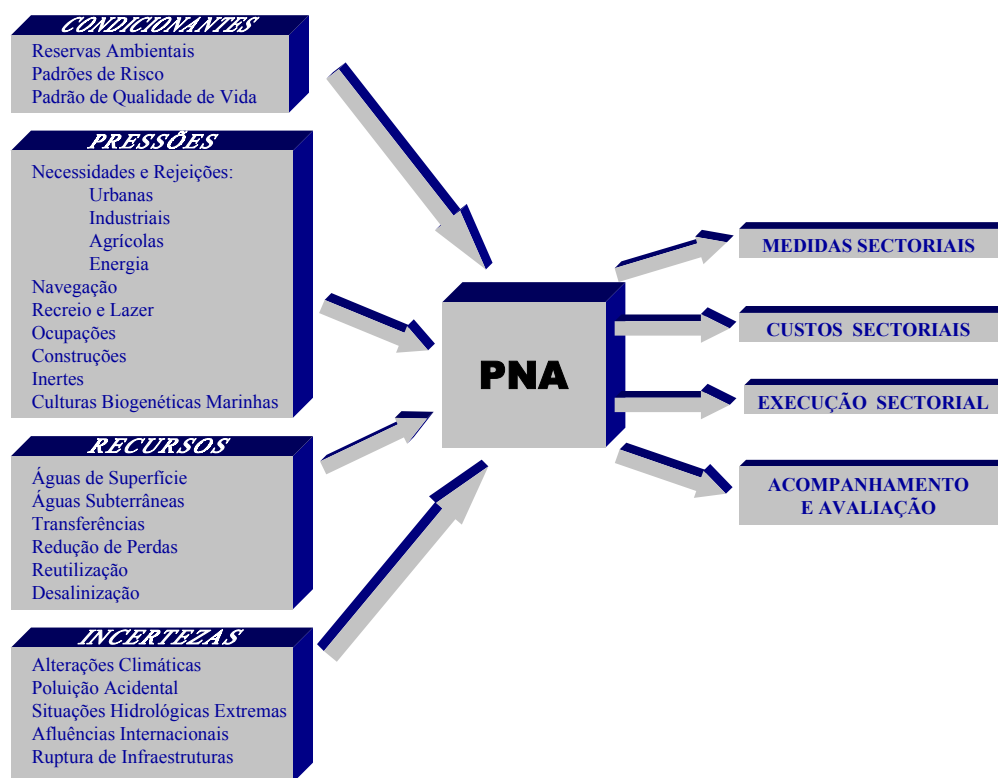 CONDICIONANTES
Reservas Ambientais
Padrões de Risco
Padrão de Qualidade de Vida
PRESSÕES
Necessidades e Rejeições:
Urbanas
Industriais
Agrícolas
Energia
Navegação
Recreio e Lazer
Ocupações
Construções
Inertes
Culturas Biogenéticas Marinhas
RECURSOS
Águas de Superfície
Águas Subterrâneas
Transferências
Redução de Perdas
Reutilização
Desalinização
INCERTEZAS
Alterações Climáticas
Poluição Acidental
Situações Hidrológicas Extremas
Afluências Internacionais
Ruptura de Infraestruturas
PNA
MEDIDAS SECTORIAIS
CUSTOS SECTORIAIS
EXECUÇÃO SECTORIAL
ACOMPANHAMENTO
E AVALIAÇÃO